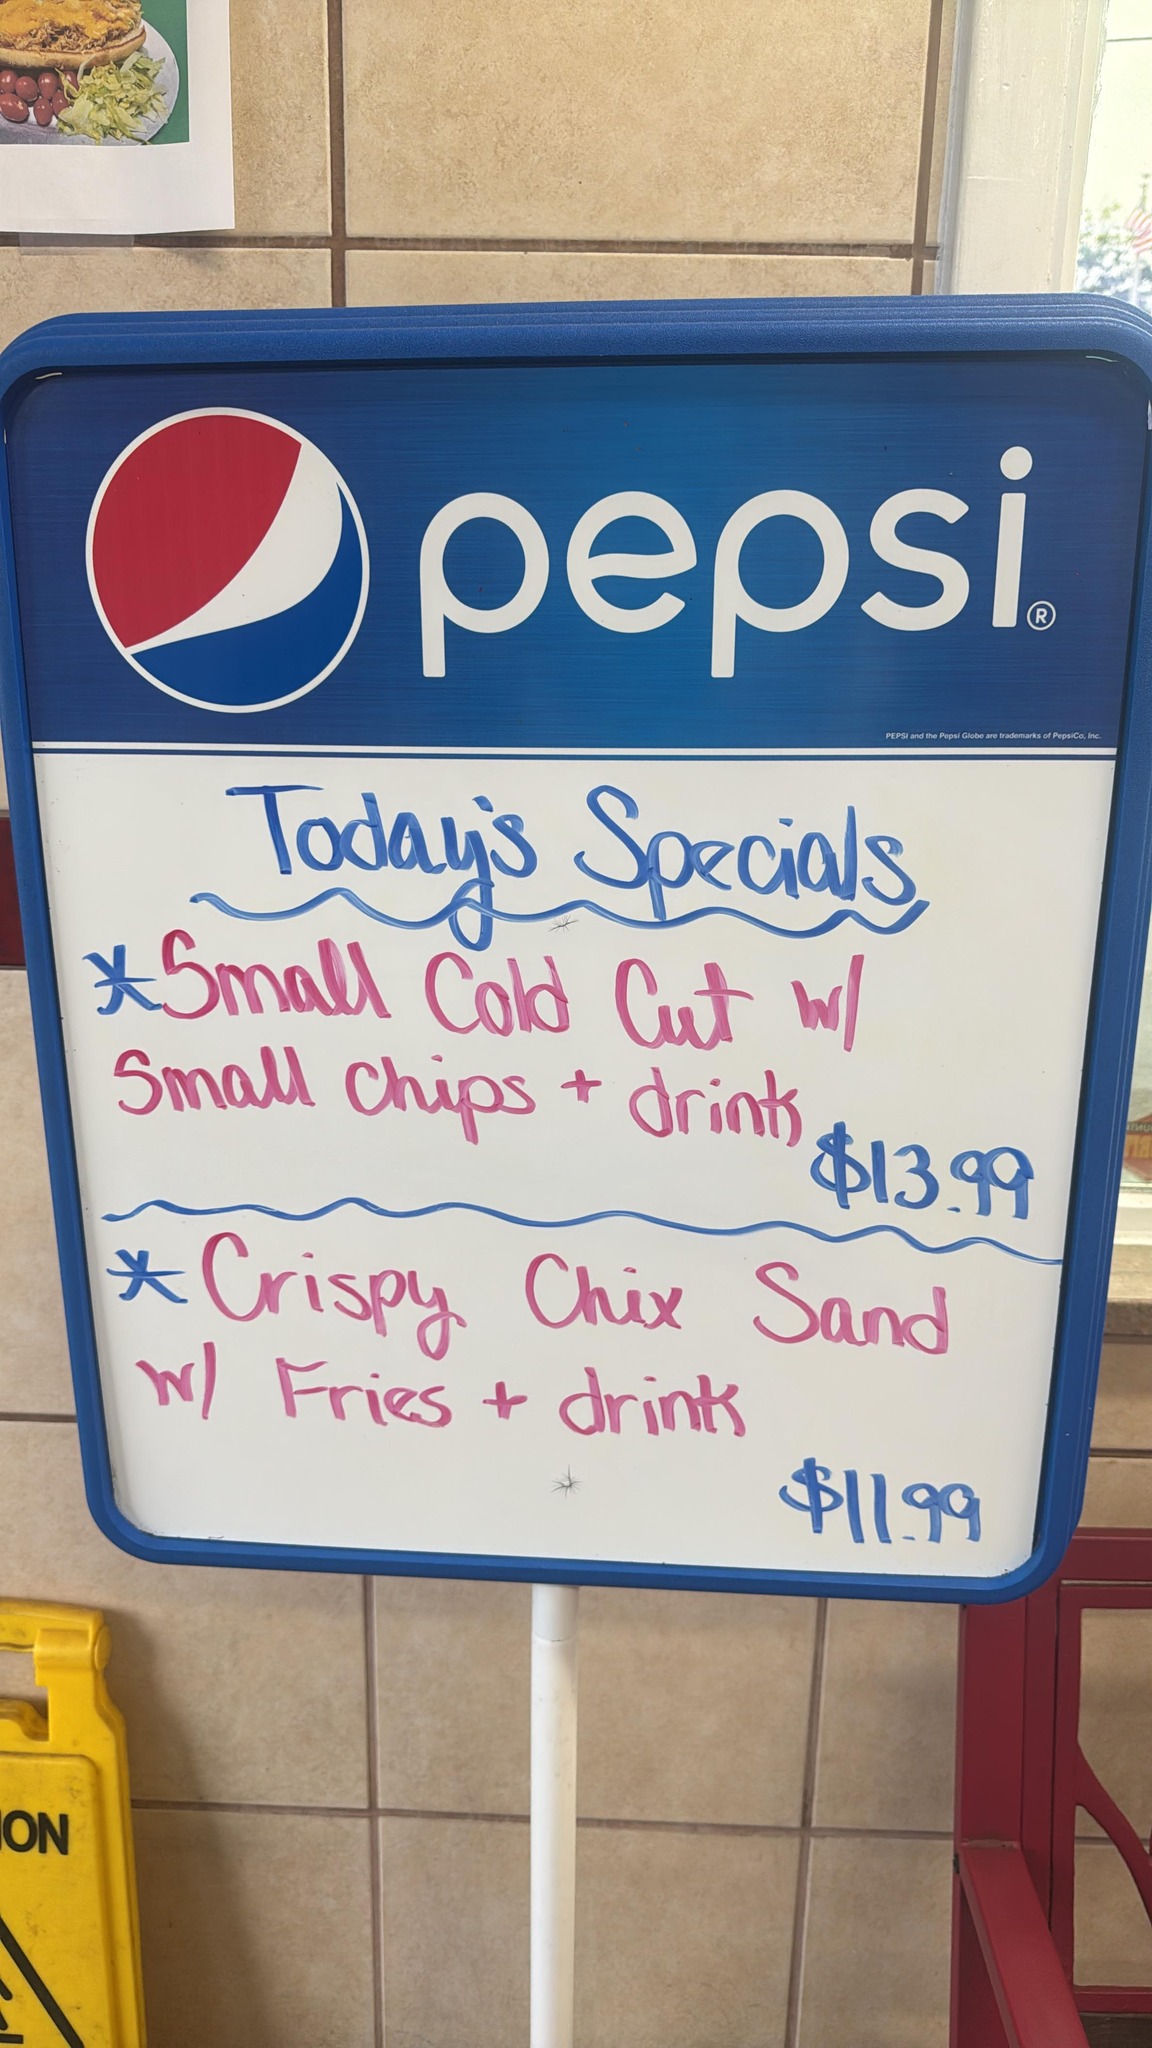 pepsi®
PEPSI and the Pepsi Globe are trademarks of PepsiCo, Inc.
Today's Specials
*Small Cold Cut w/
Small chips + drink
$13.99
* Crispy Chix Sand
w/ Fries + drink
$11.99
ION